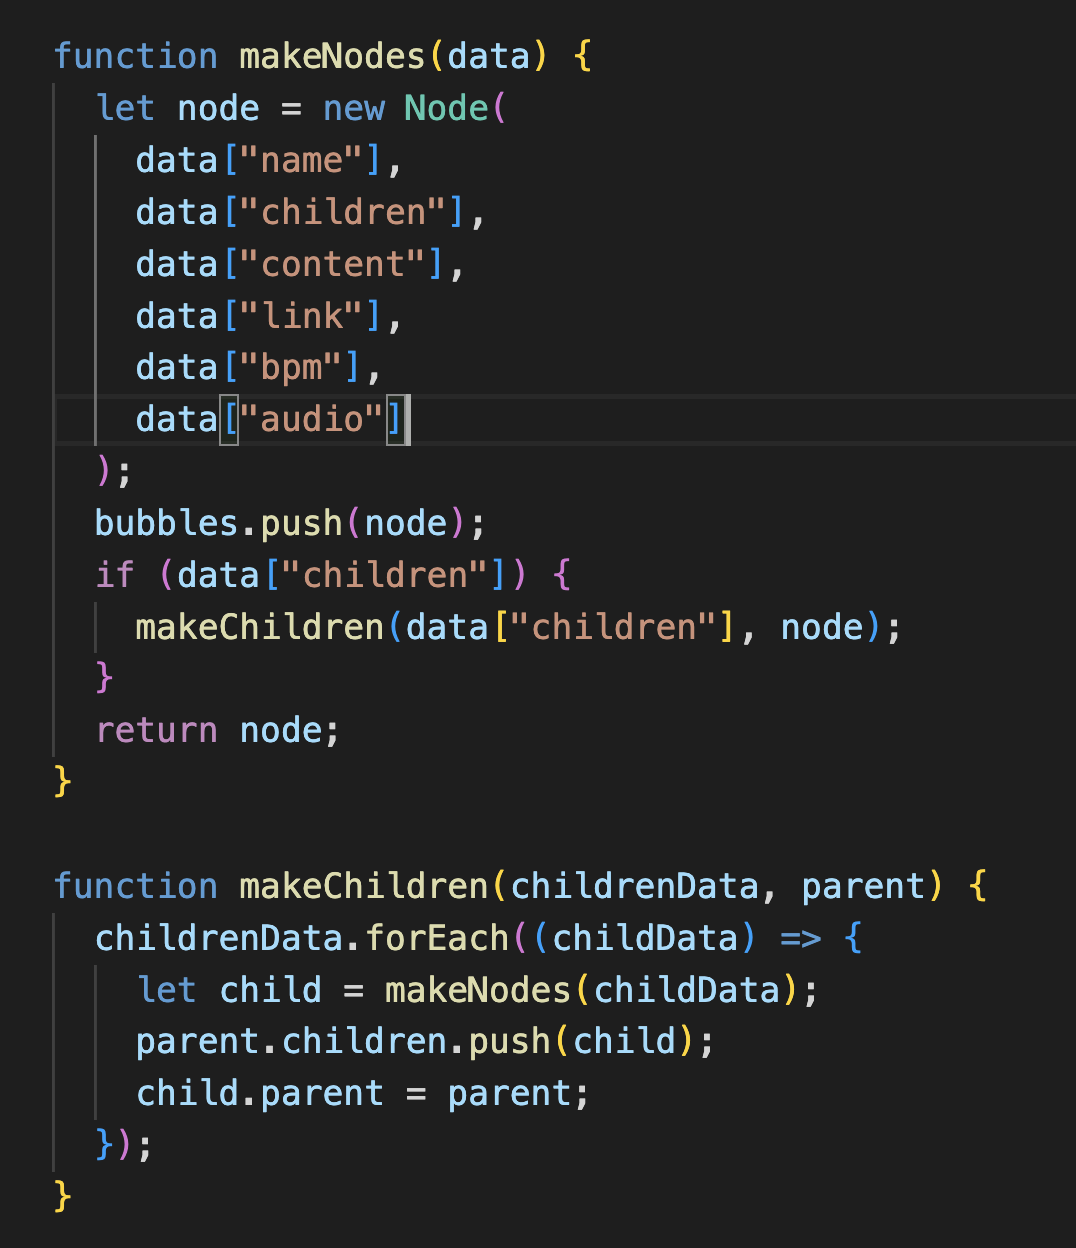 function makeNodes(data) {
  let node = new Node(
    data["name"],
    data["children"],
    data["content"],
    data["link"],
    data["bpm"],
    data["audio"]
  );
  bubbles.push(node);
  if (data["children"]) {
    makeChildren(data["children"], node);
  }
  return node;
}

function makeChildren(childrenData, parent) {
  childrenData.forEach((childData) => {
    let child = makeNodes(childData);
    parent.children.push(child);
    child.parent = parent;
  });
}